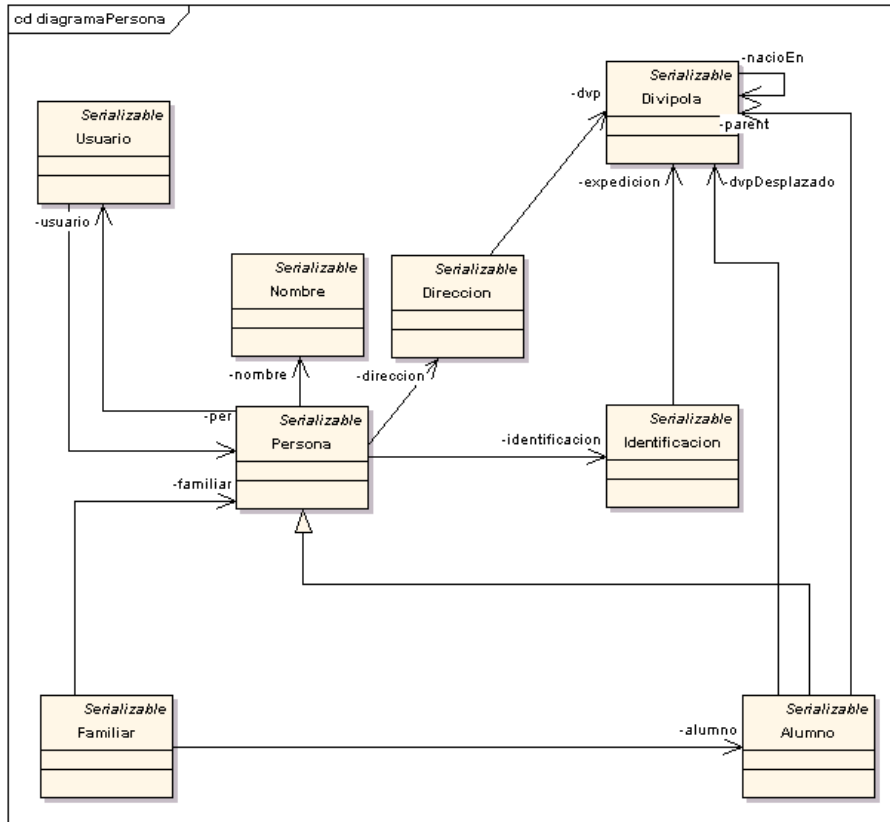 cd diagramaPersona
Serializable
Usuario
-usuario
Serializable
Divipola
-nacioEn
-parent
-dvp
-expedicion
-dvpDesplazado
Serializable
Nombre
-nombre
Serializable
Direccion
-direccion
-per
Serializable
Persona
-familiar
-identificacion
Serializable
Identificacion
Serializable
Familiar
-alumno
Serializable
Alumno